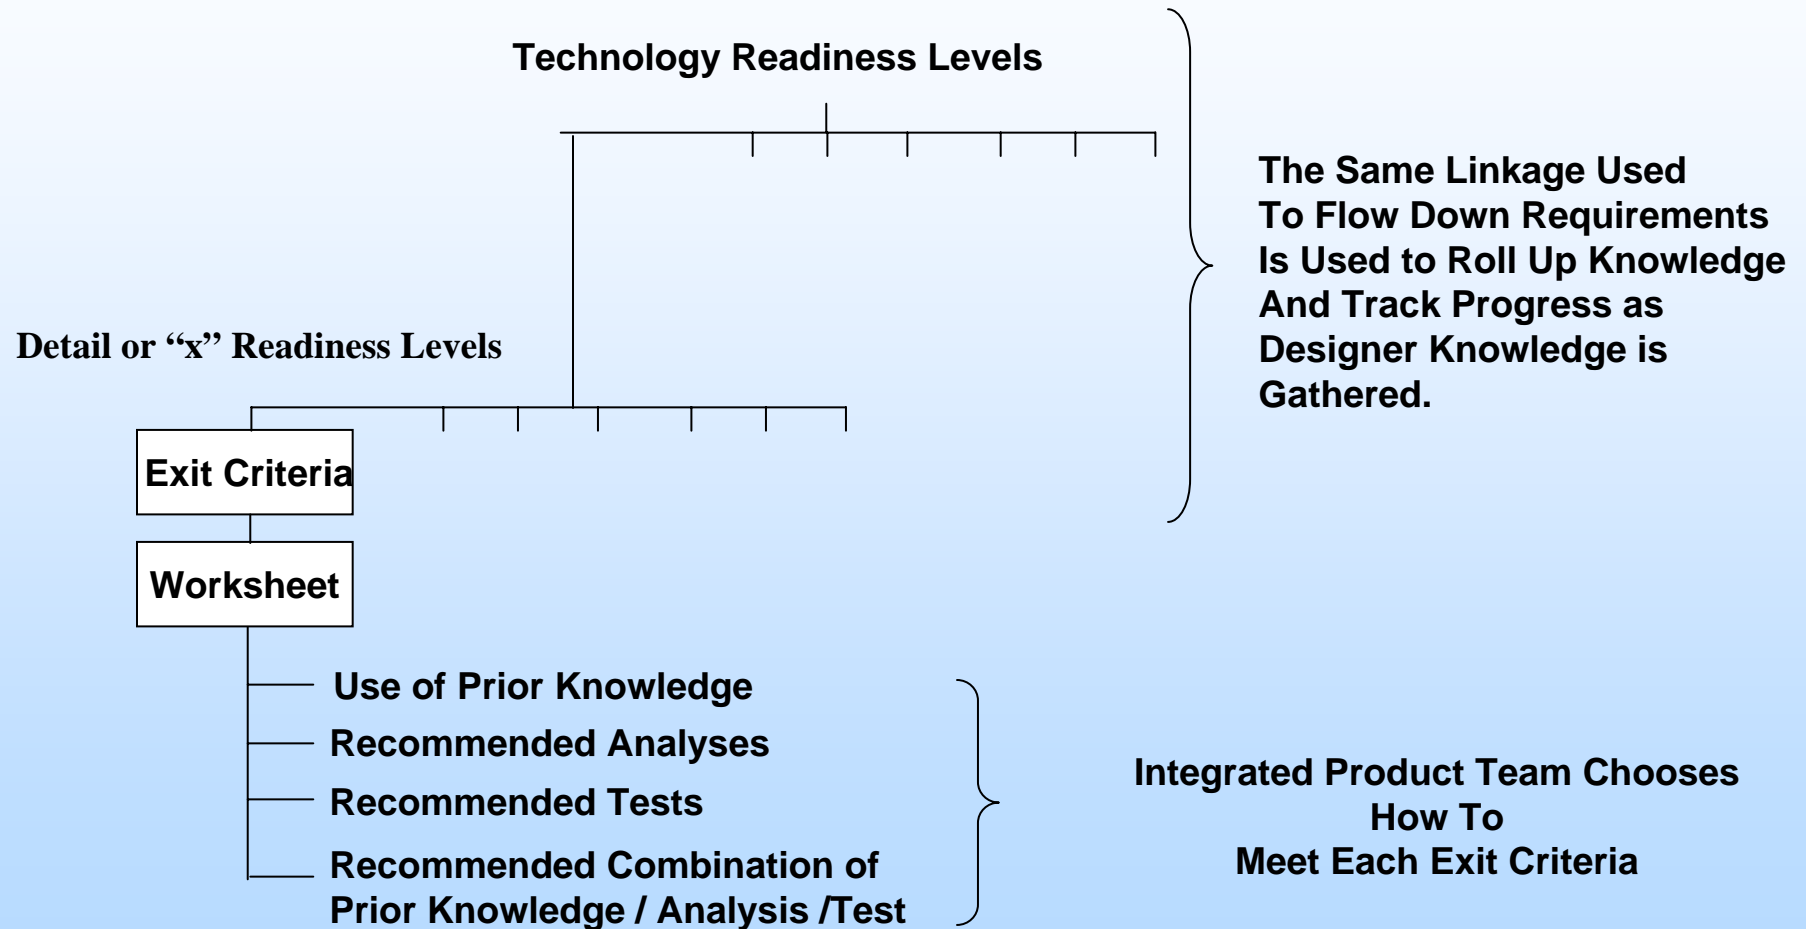 Technology Readiness Levels
The Same Linkage Used
To Flow Down Requirements
Is Used to Roll Up Knowledge
And Track Progress as
Designer Knowledge is
Gathered.
Detail or “x” Readiness Levels
Exit Criteria
Worksheet
Use of Prior Knowledge
Recommended Analyses
Recommended Tests
Recommended Combination of
Prior Knowledge / Analysis /Test
Integrated Product Team Chooses
How To
Meet Each Exit Criteria